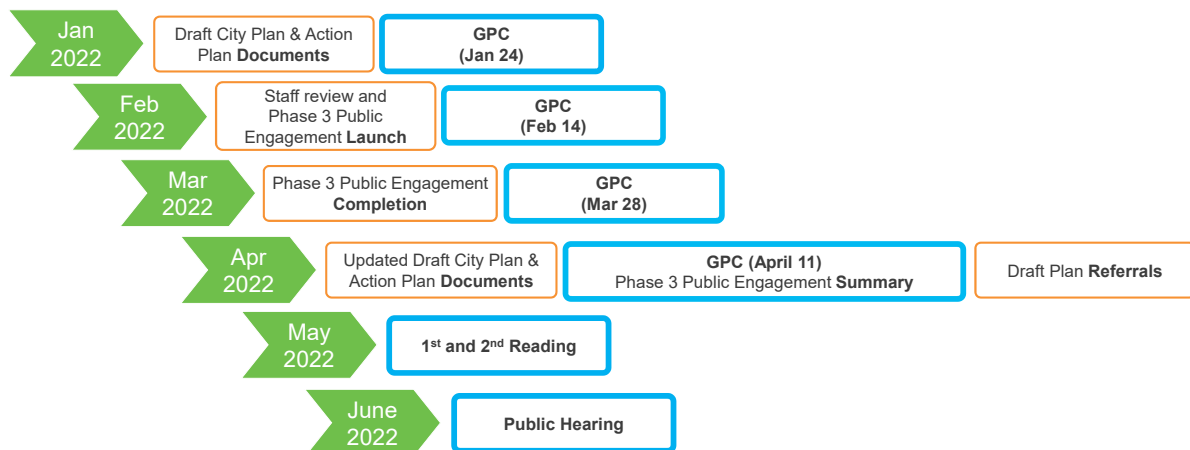 Jan
2022
Draft City Plan & Action
Plan Documents
GPC
(Jan 24)
Feb
2022
Staff review and
Phase 3 Public
Engagement Launch
GPC
(Feb 14)
Mar
2022
Phase 3 Public Engagement
Completion
GPC
(Mar 28)
Apr
2022
Updated Draft City Plan &
Action Plan Documents
GPC (April 11)
Phase 3 Public Engagement Summary
Draft Plan Referrals
May
2022
1st and 2nd Reading
June
2022
Public Hearing